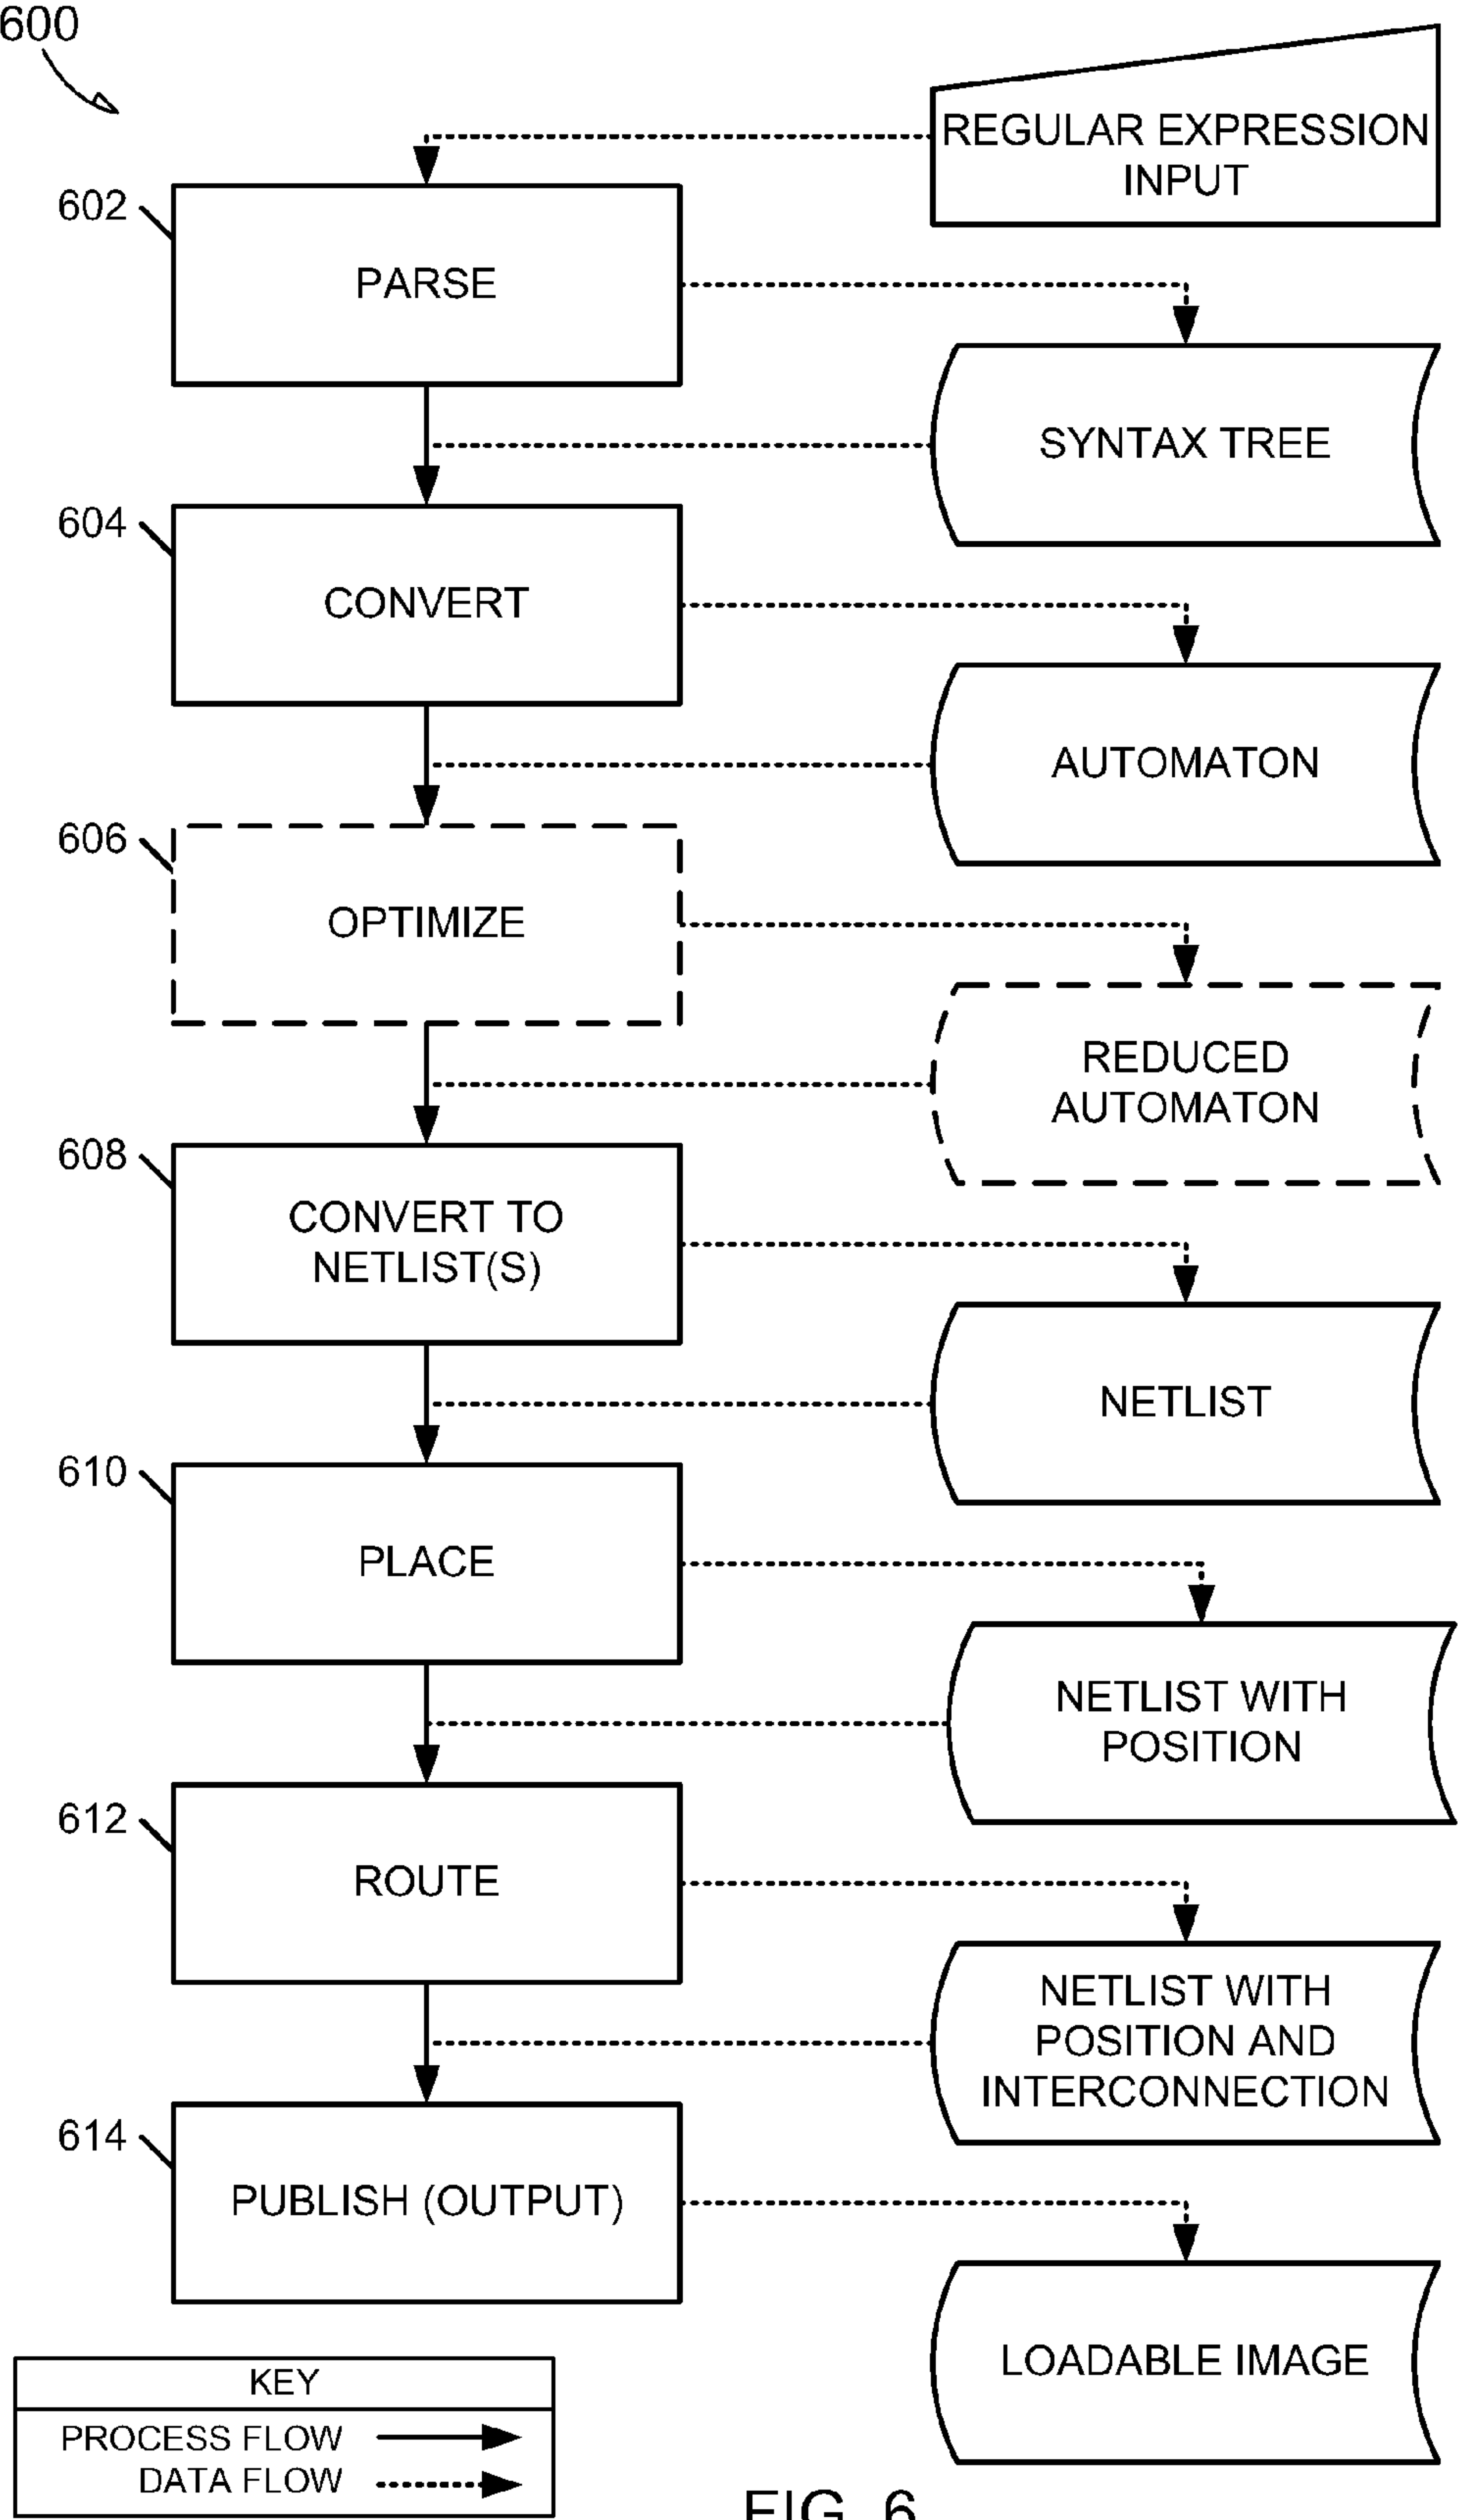 600
REGULAR EXPRESSION
INPUT
602
PARSE
SYNTAX TREE
604
CONVERT
AUTOMATON
606
OPTIMIZE
REDUCED
AUTOMATON
608
CONVERT TO
NETLIST(S)
NETLIST
610
PLACE
NETLIST WITH
POSITION
612
ROUTE
NETLIST WITH
POSITION AND
INTERCONNECTION
614
PUBLISH (OUTPUT)
LOADABLE IMAGE
KEY
PROCESS FLOW
DATA FLOW
FIG. 6